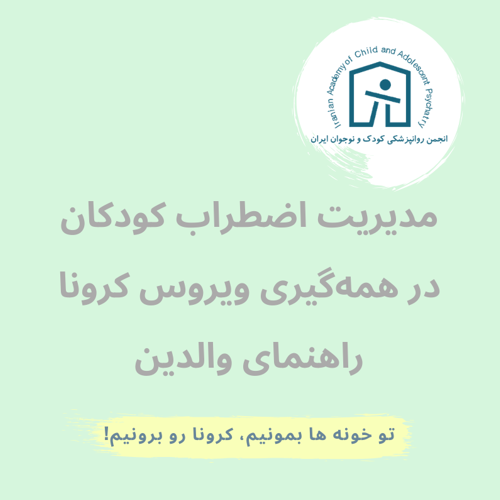 Iranian Academy of Child and Adolescent Psychiatry
انجمن روانپزشکی کودک و نوجوان ایران
مدیریت اضطراب کودکان
در همه‌گیری ویروس کرونا
راهنمای والدین
تو خونه ها بمونیم، کرونا رو برونیم!